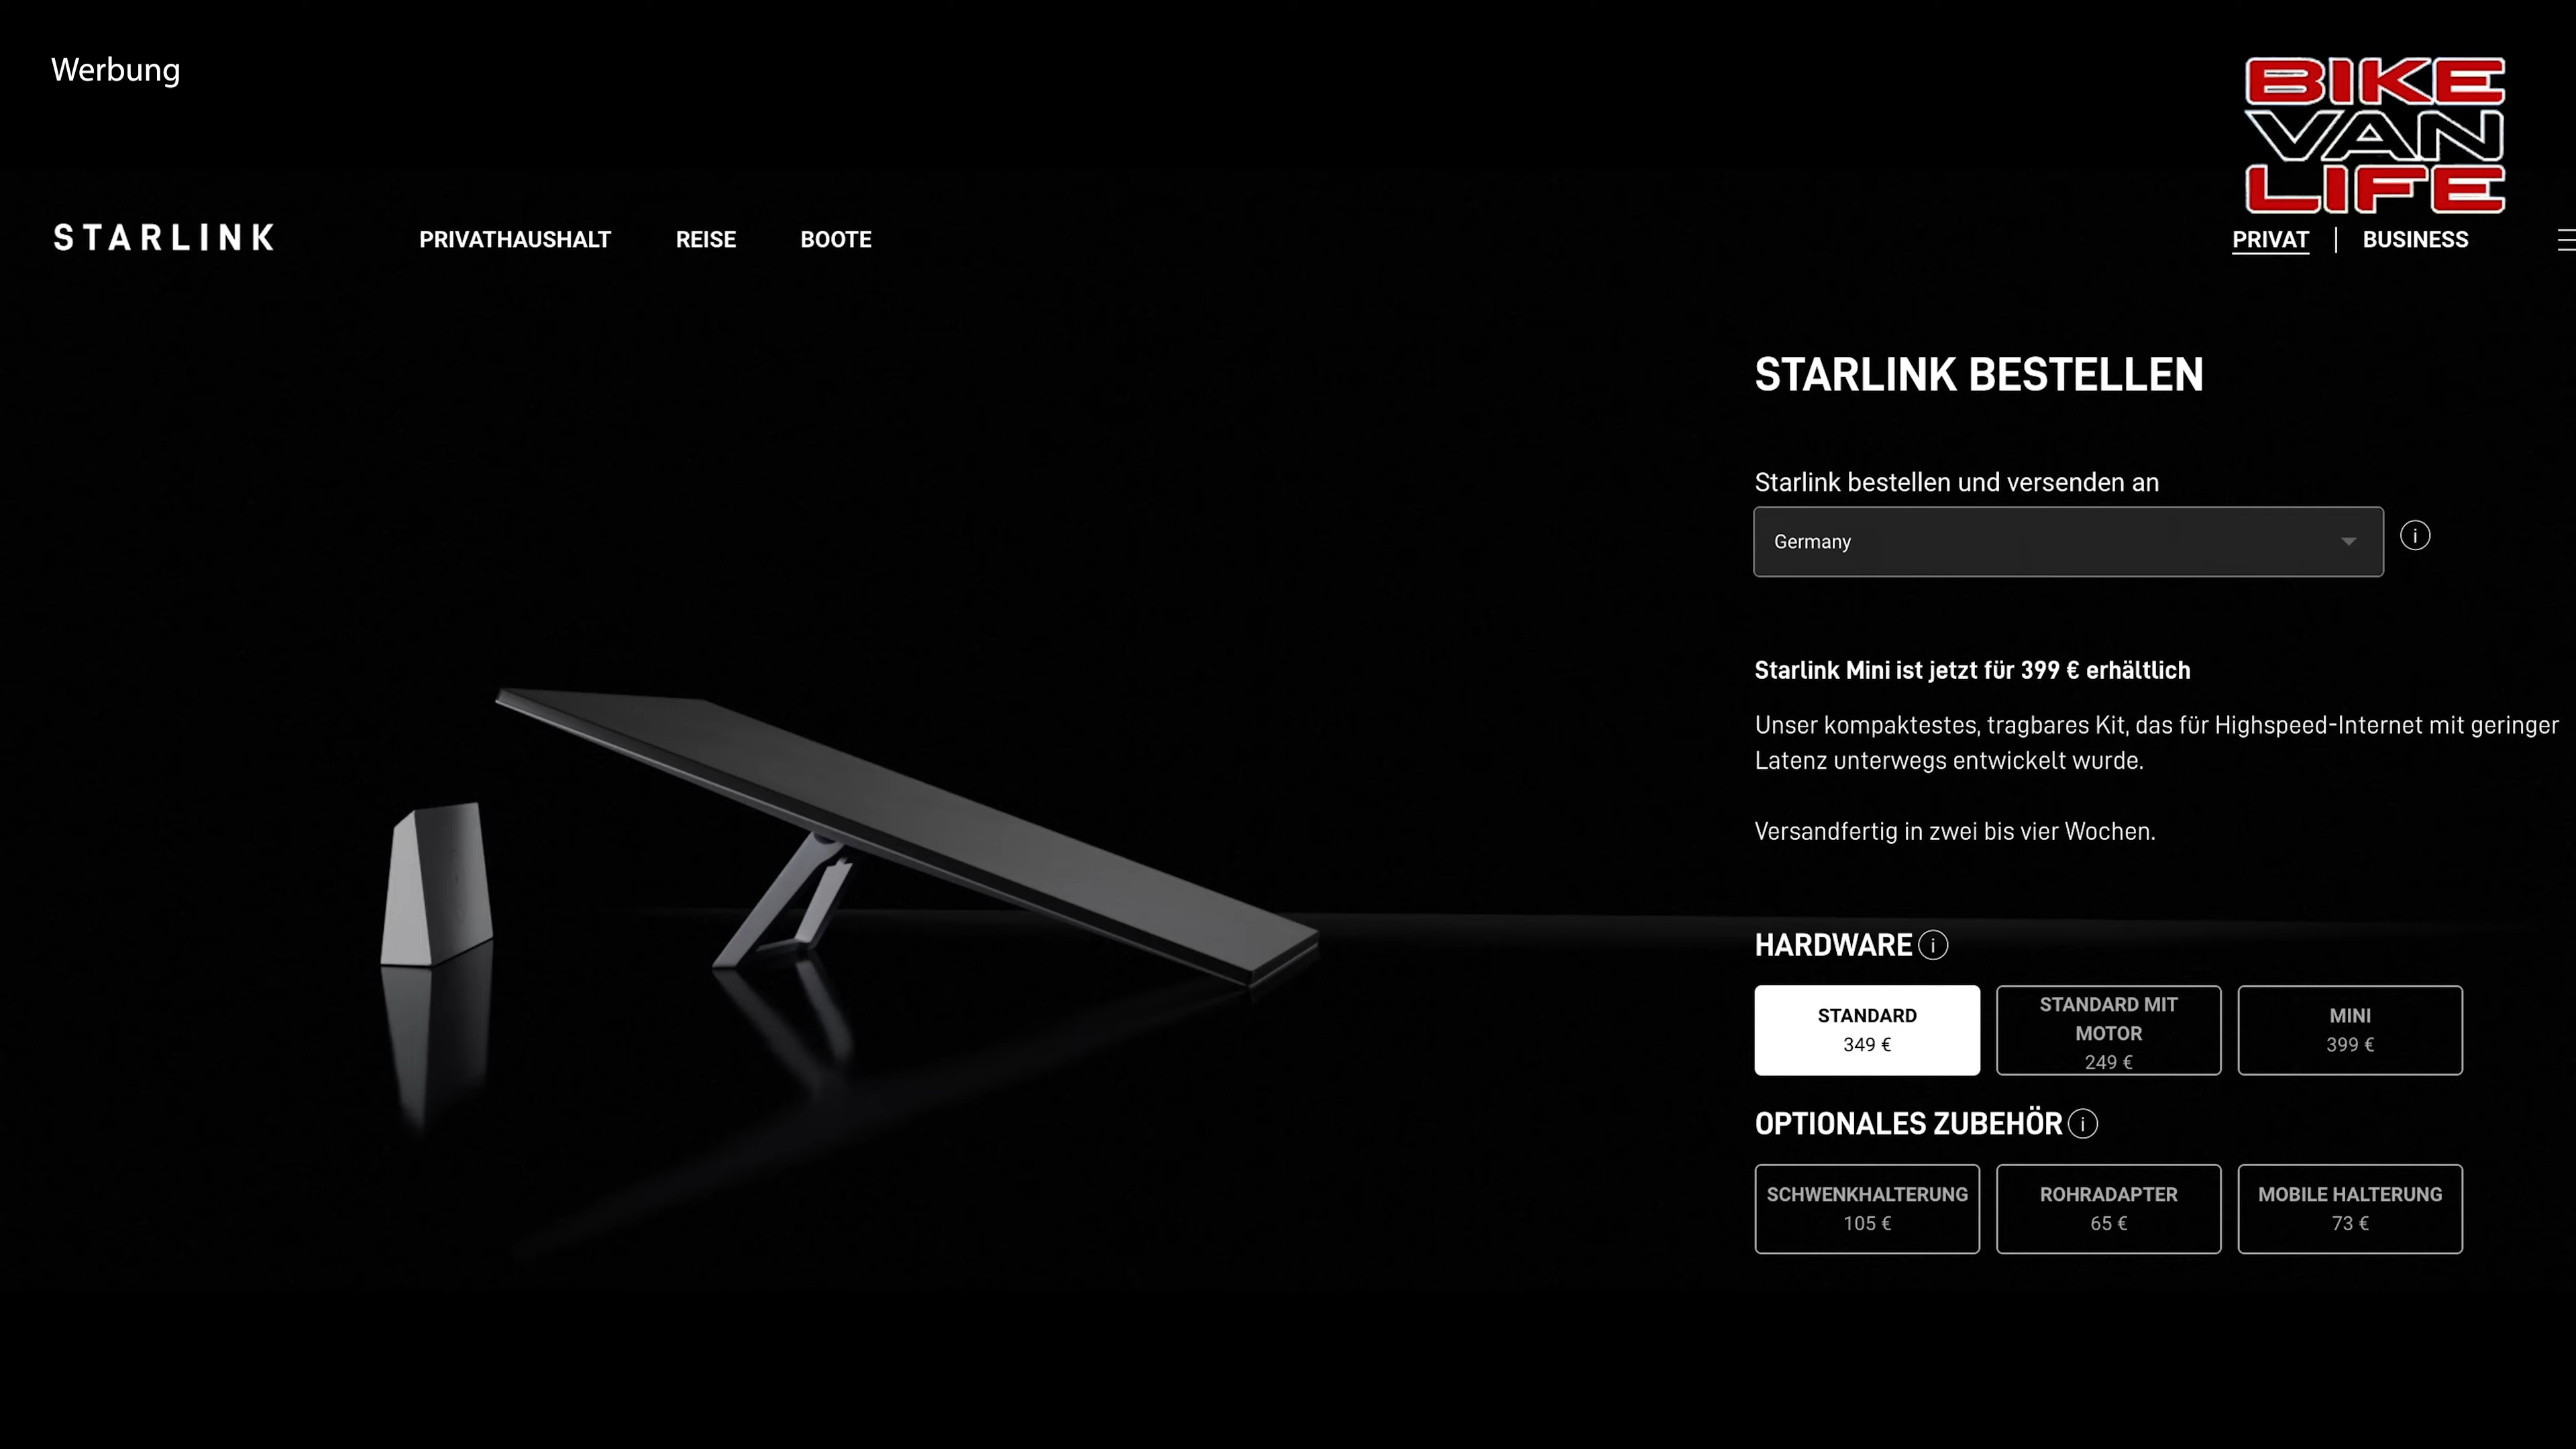 Werbung
BIKE
VAN
LIFE
STARLINK PRIVATHAUSHALT REISE BOOTE PRIVAT | BUSINESS
STARLINK BESTELLEN
Starlink bestellen und versenden an
Germany
Starlink Mini ist jetzt für 399 € erhältlich
Unser kompaktestes, tragbares Kit, das für Highspeed-Internet mit geringer
Latenz unterwegs entwickelt wurde.
Versandfertig in zwei bis vier Wochen.
HARDWARE
STANDARD
349 €
STANDARD MIT
MOTOR
249 €
MINI
399 €
OPTIONALES ZUBEHÖR
SCHWENKHALTERUNG
105 €
ROHRADAPTER
65 €
MOBILE HALTERUNG
73 €